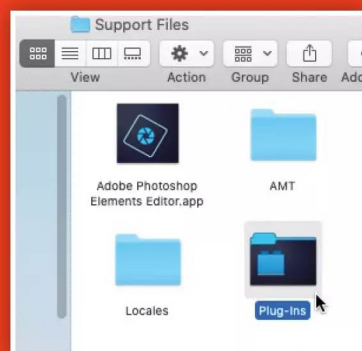 Support Files
View Action Group Share
Adobe Photoshop
Elements Editor.app
AMT
Locales
Plug-Ins